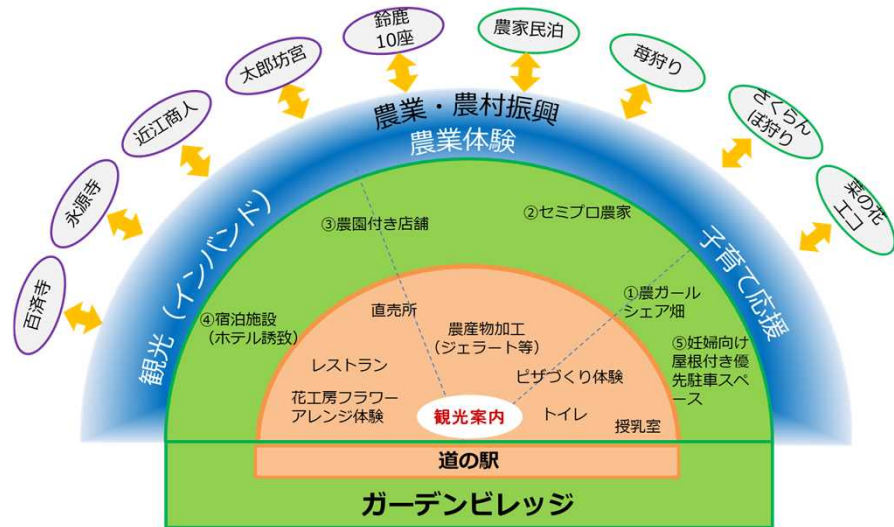 鈴鹿
10座
農家民泊
太郎坊宮
苺狩り
近江商人
さくらん
ぼ狩り
永源寺
菜の花
エコ
百済寺
農業・農村振興
農業体験
観光（インバンド）
子育て応援
③農園付き店舗
②セミプロ農家
①農ガール
シェア畑
④宿泊施設
（ホテル誘致）
⑤妊婦向け
屋根付き優
先駐車スペ
ース
直売所
農産物加工
（ジェラート等）
レストラン
ピザづくり体験
花工房フラワー
アレンジ体験
観光案内
トイレ
授乳室
道の駅
ガーデンビレッジ